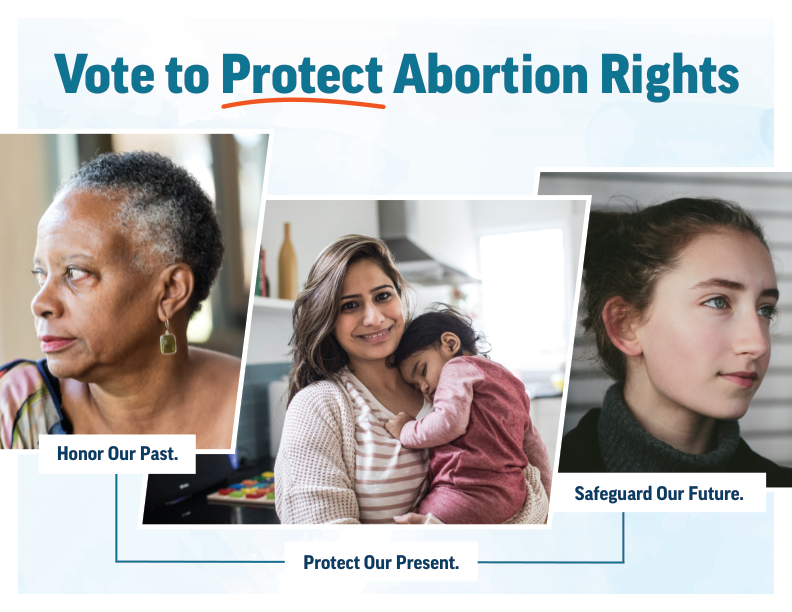 Vote to Protect Abortion Rights
Honor Our Past.
Safeguard Our Future.
Protect Our Present.